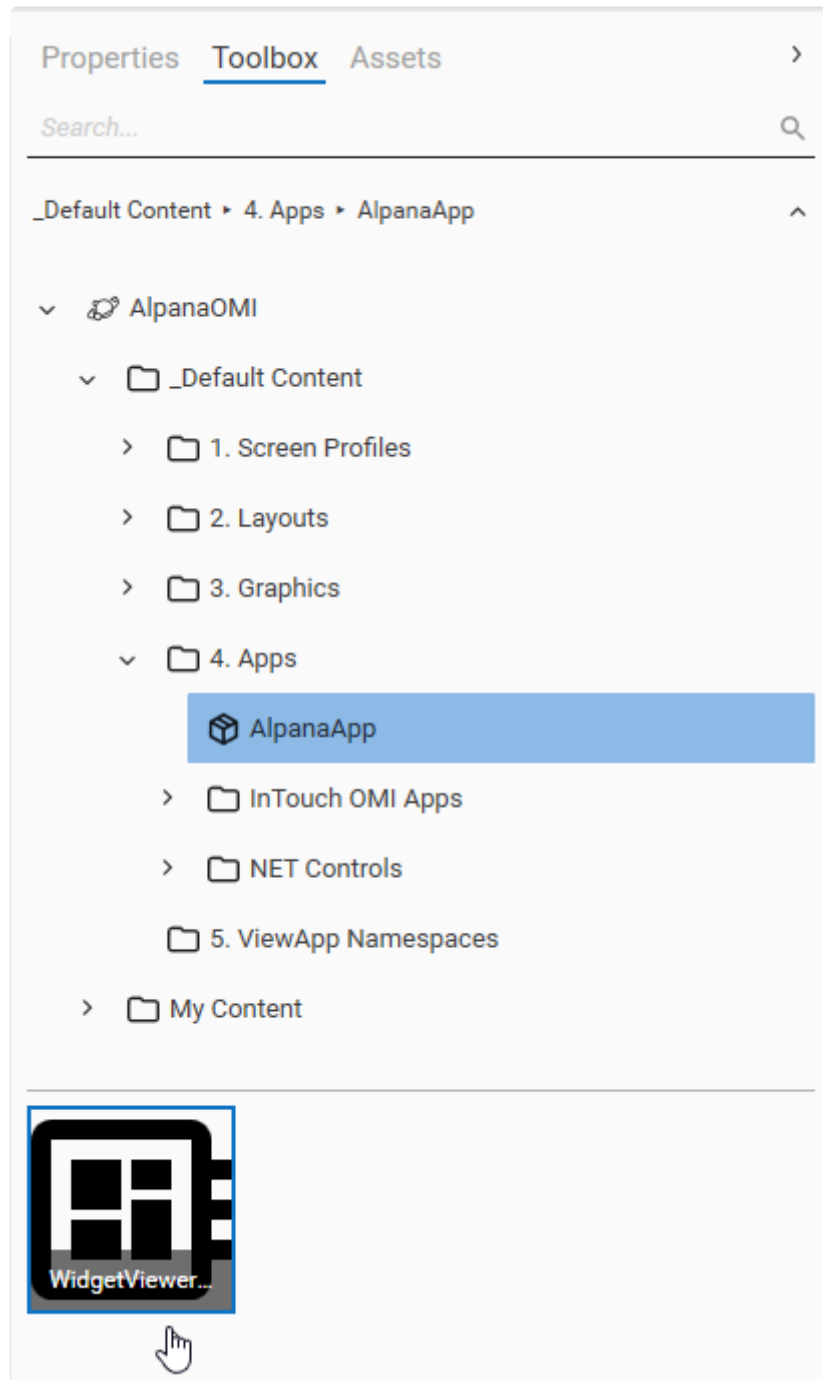 Properties Toolbox Assets
Search...
_Default Content ‣ 4. Apps ‣ AlpanaApp
AlpanaOMI
_Default Content
1. Screen Profiles
2. Layouts
3. Graphics
4. Apps
AlpanaApp
InTouch OMI Apps
NET Controls
5. ViewApp Namespaces
My Content
WidgetViewer...